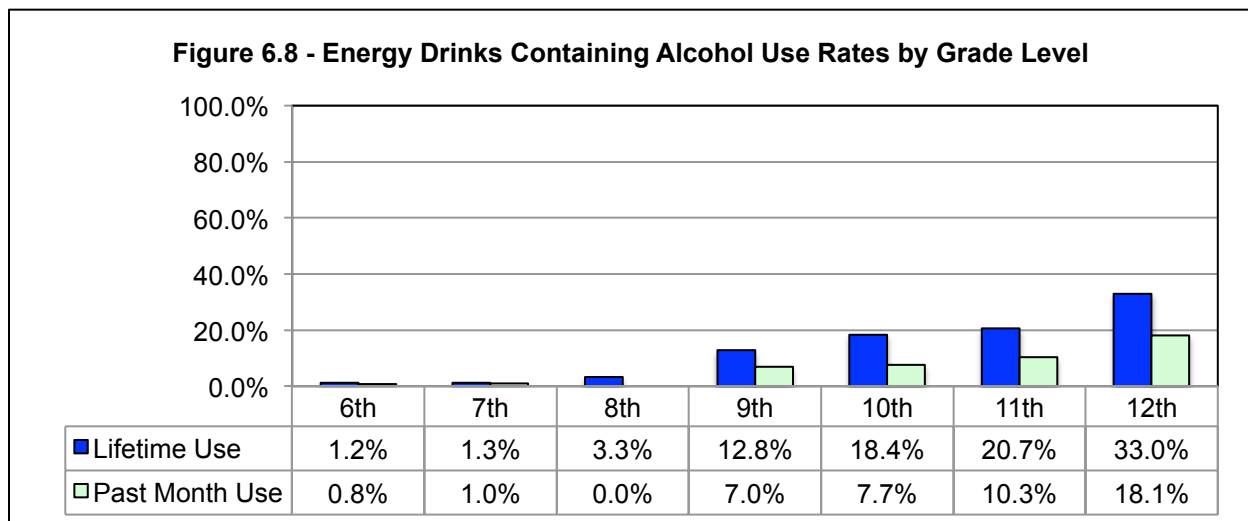 Figure 6.8 - Energy Drinks Containing Alcohol Use Rates by Grade Level
100.0%
80.0%
60.0%
40.0%
20.0%
0.0%
6th 7th 8th 9th 10th 11th 12th
Lifetime Use 1.2% 1.3% 3.3% 12.8% 18.4% 20.7% 33.0%
Past Month Use 0.8% 1.0% 0.0% 7.0% 7.7% 10.3% 18.1%